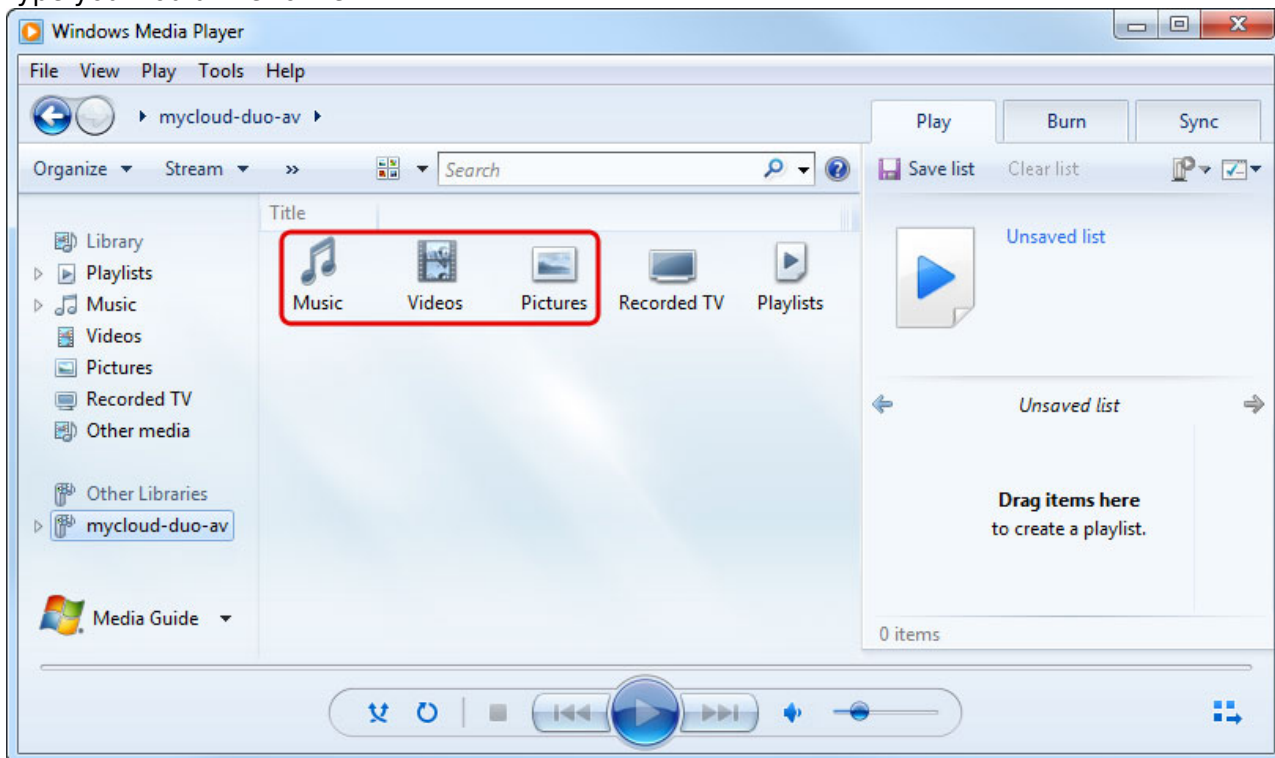 Windows Media Player
File View Play Tools Help
mycloud-duo-av
Play Burn Sync
Organize Stream » Search
Save list Clear list
Title
Library
Playlists
Music
Videos
Pictures
Recorded TV
Other media
Other Libraries
mycloud-duo-av
Media Guide
Music Videos Pictures Recorded TV Playlists
Unsaved list
Unsaved list
Drag items here
to create a playlist.
0 items